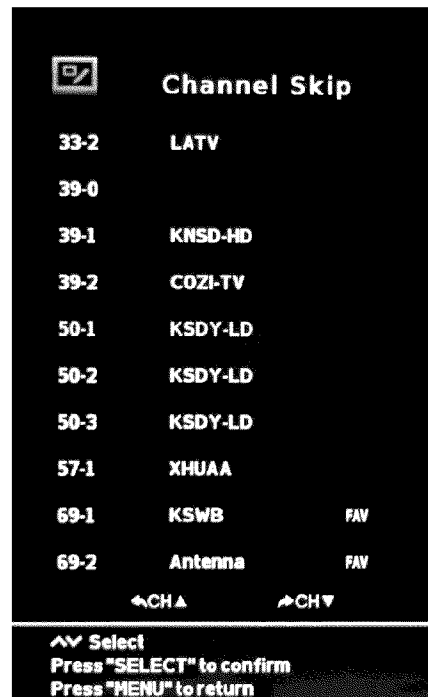 Channel Skip
33-2 LATV
39-0
39-1 KNSD-HD
39-2 COZI-TV
50-1 KSDY-LD
50-2 KSDY-LD
50-3 KSDY-LD
57-1 XHUAA
69-1 KSWB FAV
69-2 Antenna FAV
CH▲ CH▼
Select
Press "SELECT" to confirm
Press "MENU" to return